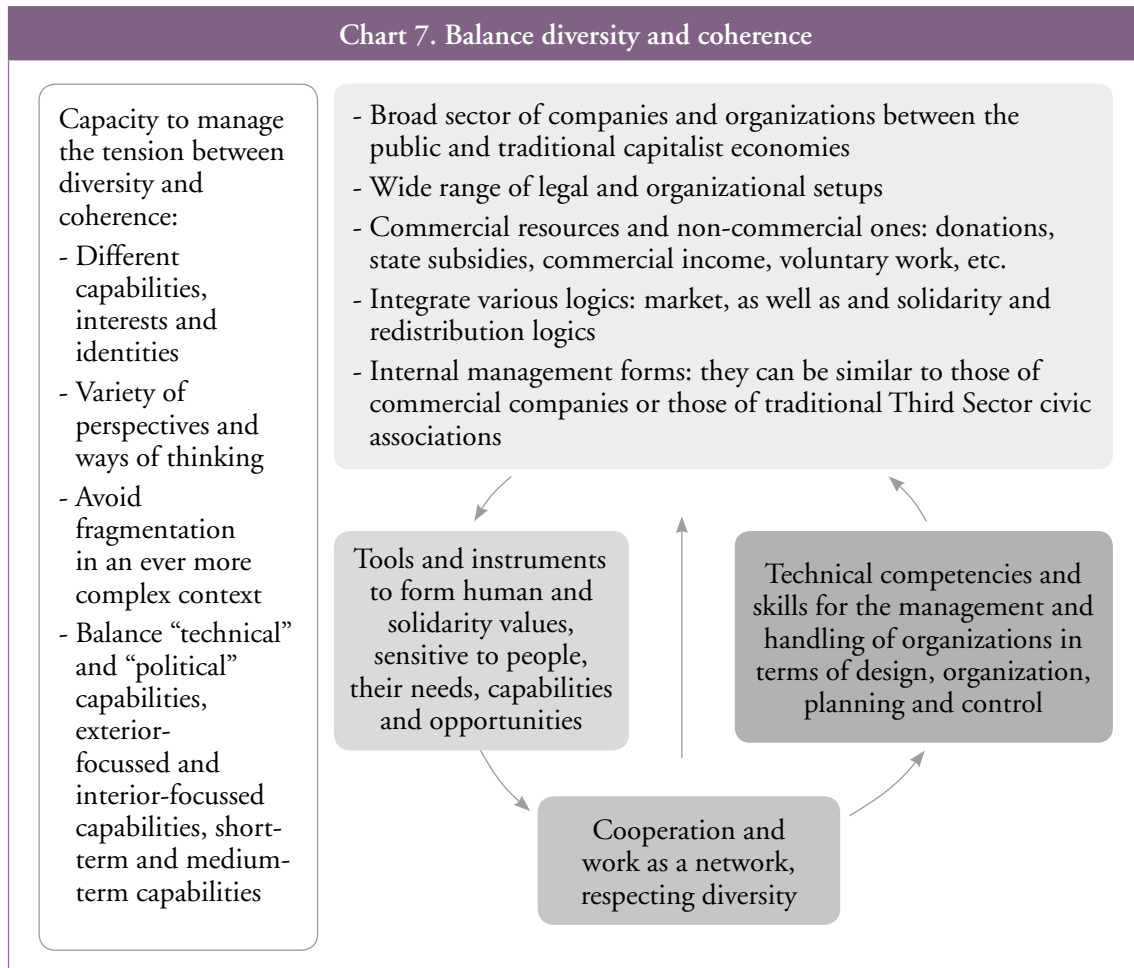 Chart 7. Balance diversity and coherence
Capacity to manage
the tension between
diversity and
coherence:
- Different
capabilities,
interests and
identities
- Variety of
perspectives and
ways of thinking
- Avoid
fragmentation
in an ever more
complex context
- Balance “technical”
and “political”
capabilities,
exterior-
focussed and
interior-focussed
capabilities, short-
term and medium-
term capabilities
- Broad sector of companies and organizations between the
public and traditional capitalist economies
- Wide range of legal and organizational setups
- Commercial resources and non-commercial ones: donations,
state subsidies, commercial income, voluntary work, etc.
- Integrate various logics: market, as well as and solidarity and
redistribution logics
- Internal management forms: they can be similar to those of
commercial companies or those of traditional Third Sector civic
associations
Tools and instruments
to form human and
solidarity values,
sensitive to people,
their needs, capabilities
and opportunities
Technical competencies and
skills for the management and
handling of organizations in
terms of design, organization,
planning and control
Cooperation and
work as a network,
respecting diversity